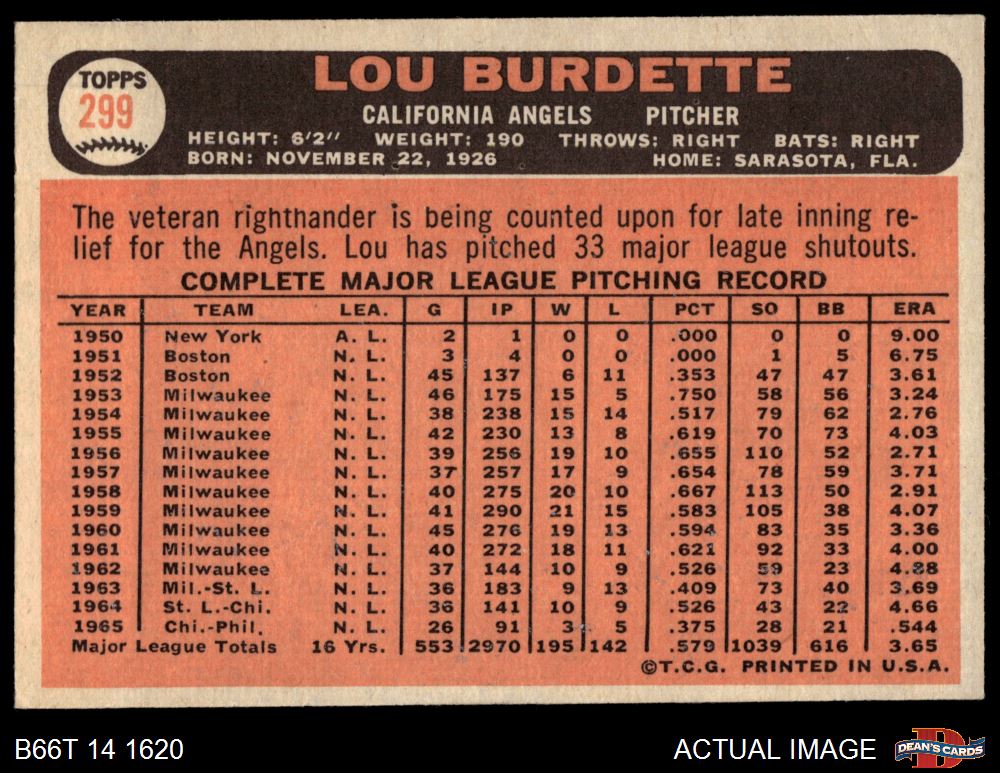 TOPPS
299
LOU BURDETTE
CALIFORNIA ANGELS PITCHER
HEIGHT: 6'2" WEIGHT: 190 THROWS: RIGHT BATS: RIGHT
BORN: NOVEMBER 22, 1926 HOME: SARASOTA, FLA.
The veteran righthander is being counted upon for late inning re-
lief for the Angels. Lou has pitched 33 major league shutouts.
COMPLETE MAJOR LEAGUE PITCHING RECORD
YEAR TEAM LEA. G IP W L PCT SO BB ERA
1950 New York A. L. 2 1 0 0 .000 0 0 9.00
1951 Boston N. L. 3 4 0 0 .000 1 5 6.75
1952 Boston N. L. 45 137 6 11 .353 47 47 3.61
1953 Milwaukee N. L. 46 175 15 5 .750 58 56 3.24
1954 Milwaukee N. L. 38 238 15 14 .517 79 62 2.76
1955 Milwaukee N. L. 42 230 13 8 .619 70 73 4.03
1956 Milwaukee N. L. 39 256 19 10 .655 110 52 2.71
1957 Milwaukee N. L. 37 257 17 9 .654 78 59 3.71
1958 Milwaukee N. L. 40 275 20 10 .667 113 50 2.91
1959 Milwaukee N. L. 41 290 21 15 .583 105 38 4.07
1960 Milwaukee N. L. 45 276 19 13 .594 83 35 3.36
1961 Milwaukee N. L. 40 272 18 11 .621 92 33 4.00
1962 Milwaukee N. L. 37 144 10 9 .526 59 23 4.88
1963 Mil.-St. L. N. L. 36 183 9 13 .409 73 40 3.69
1964 St. L.-Chi. N. L. 36 141 10 9 .526 43 22 4.66
1965 Chi.-Phil. N. L. 26 91 3 5 .375 28 21 .544
Major League Totals 16 Yrs. 553 2970 195 142 .579 1039 616 3.65
©T.C.G. PRINTED IN U.S.A.
B66T 14 1620 ACTUAL IMAGE
D
DEAN'S CARDS